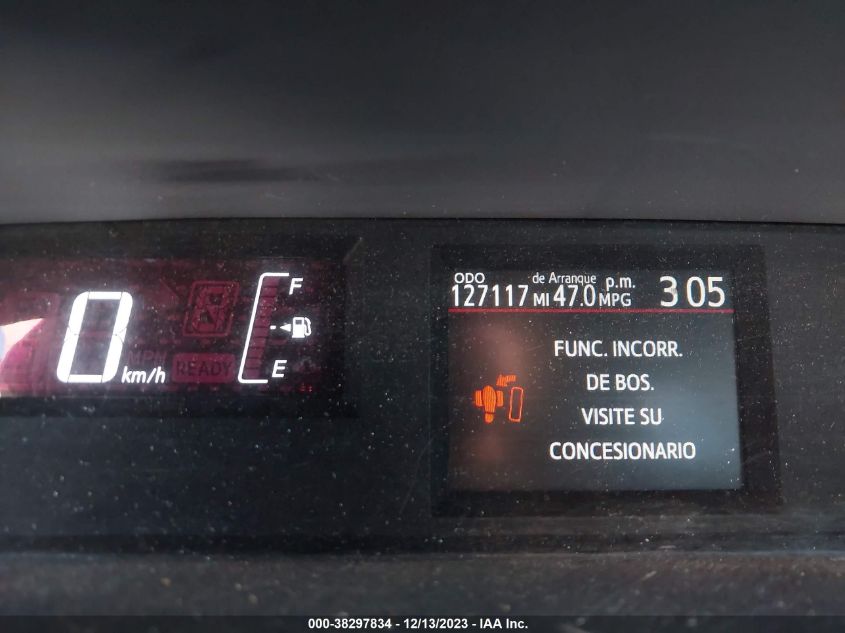 0 km/h
MPH
READY
F
E
ODO de Arranque p.m.
127117 MI 47.0 MPG 3 05
FUNC. INCORR.
DE BOS.
VISITE SU
CONCESIONARIO
000-38297834 - 12/13/2023 - IAA Inc.